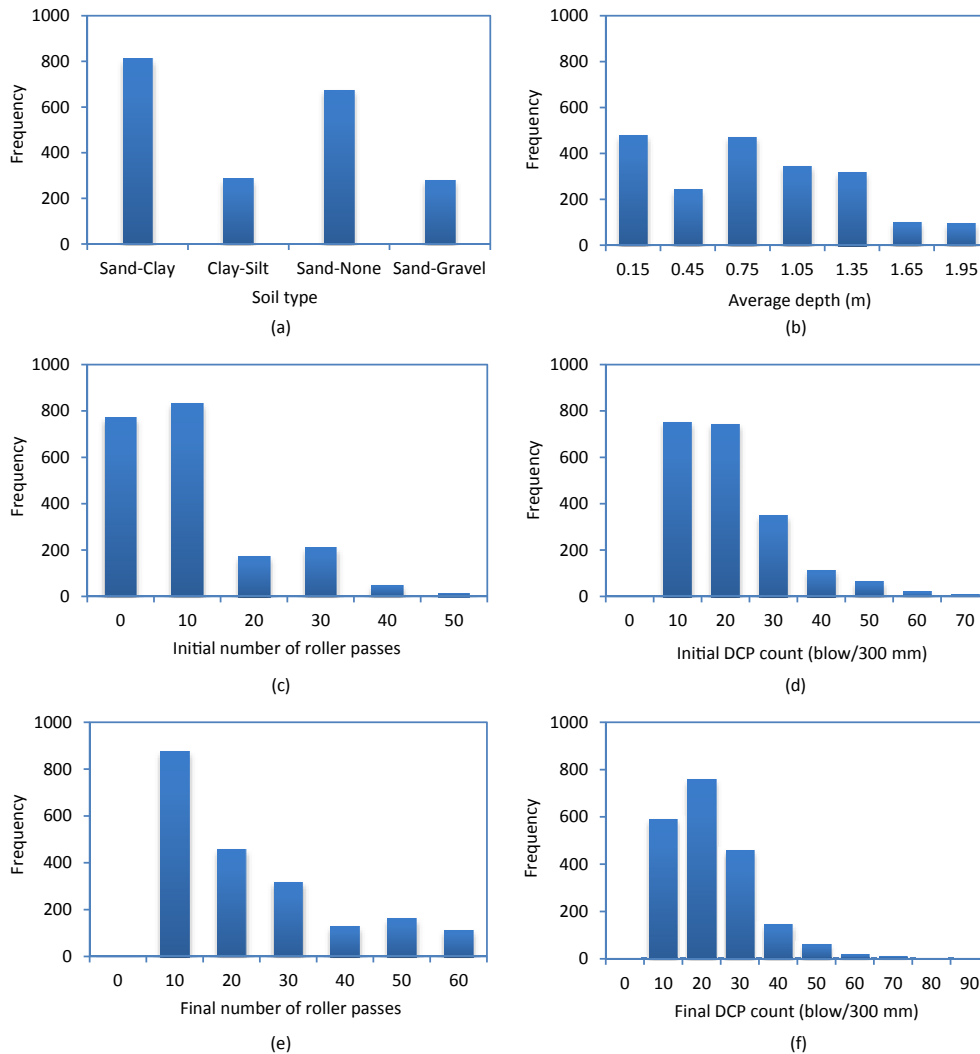 1000
800
600
400
200
0
Frequency
Sand-Clay Clay-Silt Sand-None Sand-Gravel
Soil type
(a)
1000
800
600
400
200
0
Frequency
0.15 0.45 0.75 1.05 1.35 1.65 1.95
Average depth (m)
(b)
1000
800
600
400
200
0
Frequency
0 10 20 30 40 50
Initial number of roller passes
(c)
1000
800
600
400
200
0
Frequency
0 10 20 30 40 50 60 70
Initial DCP count (blow/300 mm)
(d)
1000
800
600
400
200
0
Frequency
0 10 20 30 40 50 60
Final number of roller passes
(e)
1000
800
600
400
200
0
Frequency
0 10 20 30 40 50 60 70 80 90
Final DCP count (blow/300 mm)
(f)